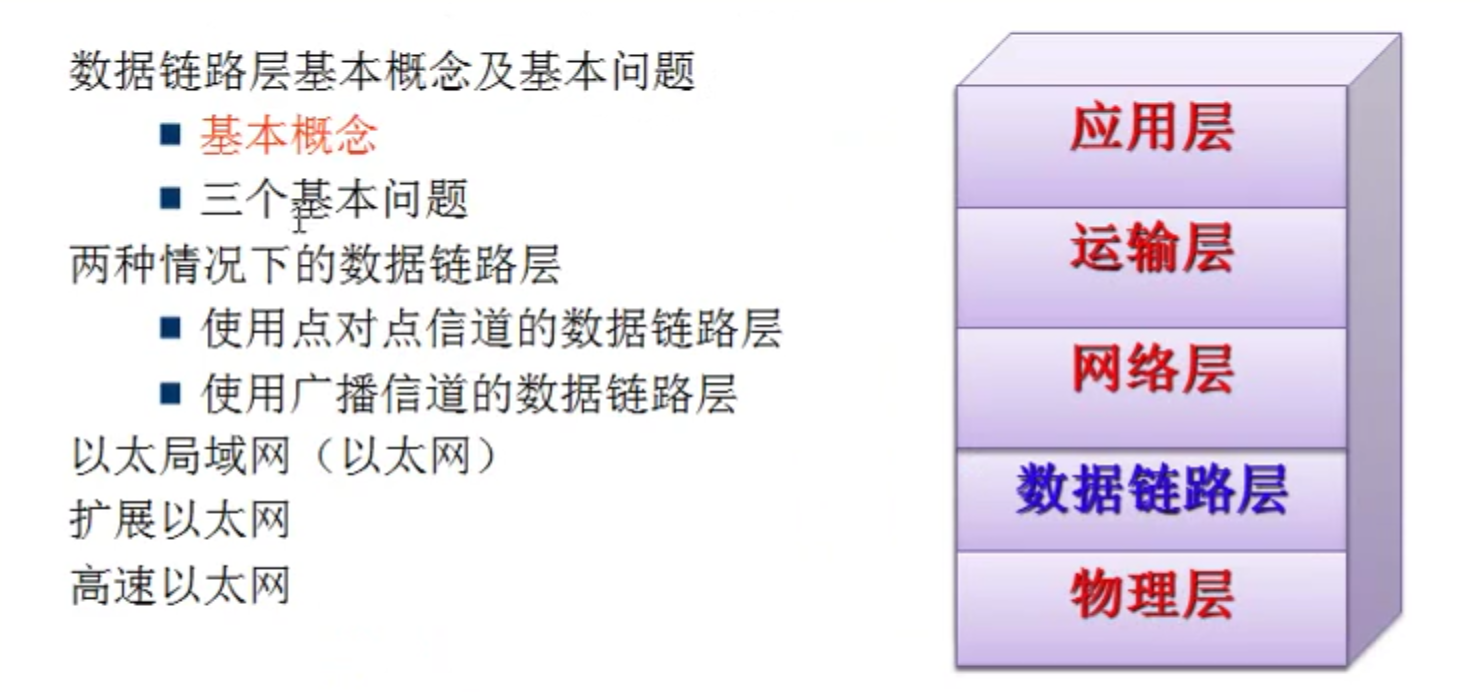 数据链路层基本概念及基本问题
基本概念
三个基本问题
两种情况下的数据链路层
使用点对点信道的数据链路层
使用广播信道的数据链路层
以太局域网（以太网）
扩展以太网
高速以太网
应用层
运输层
网络层
数据链路层
物理层